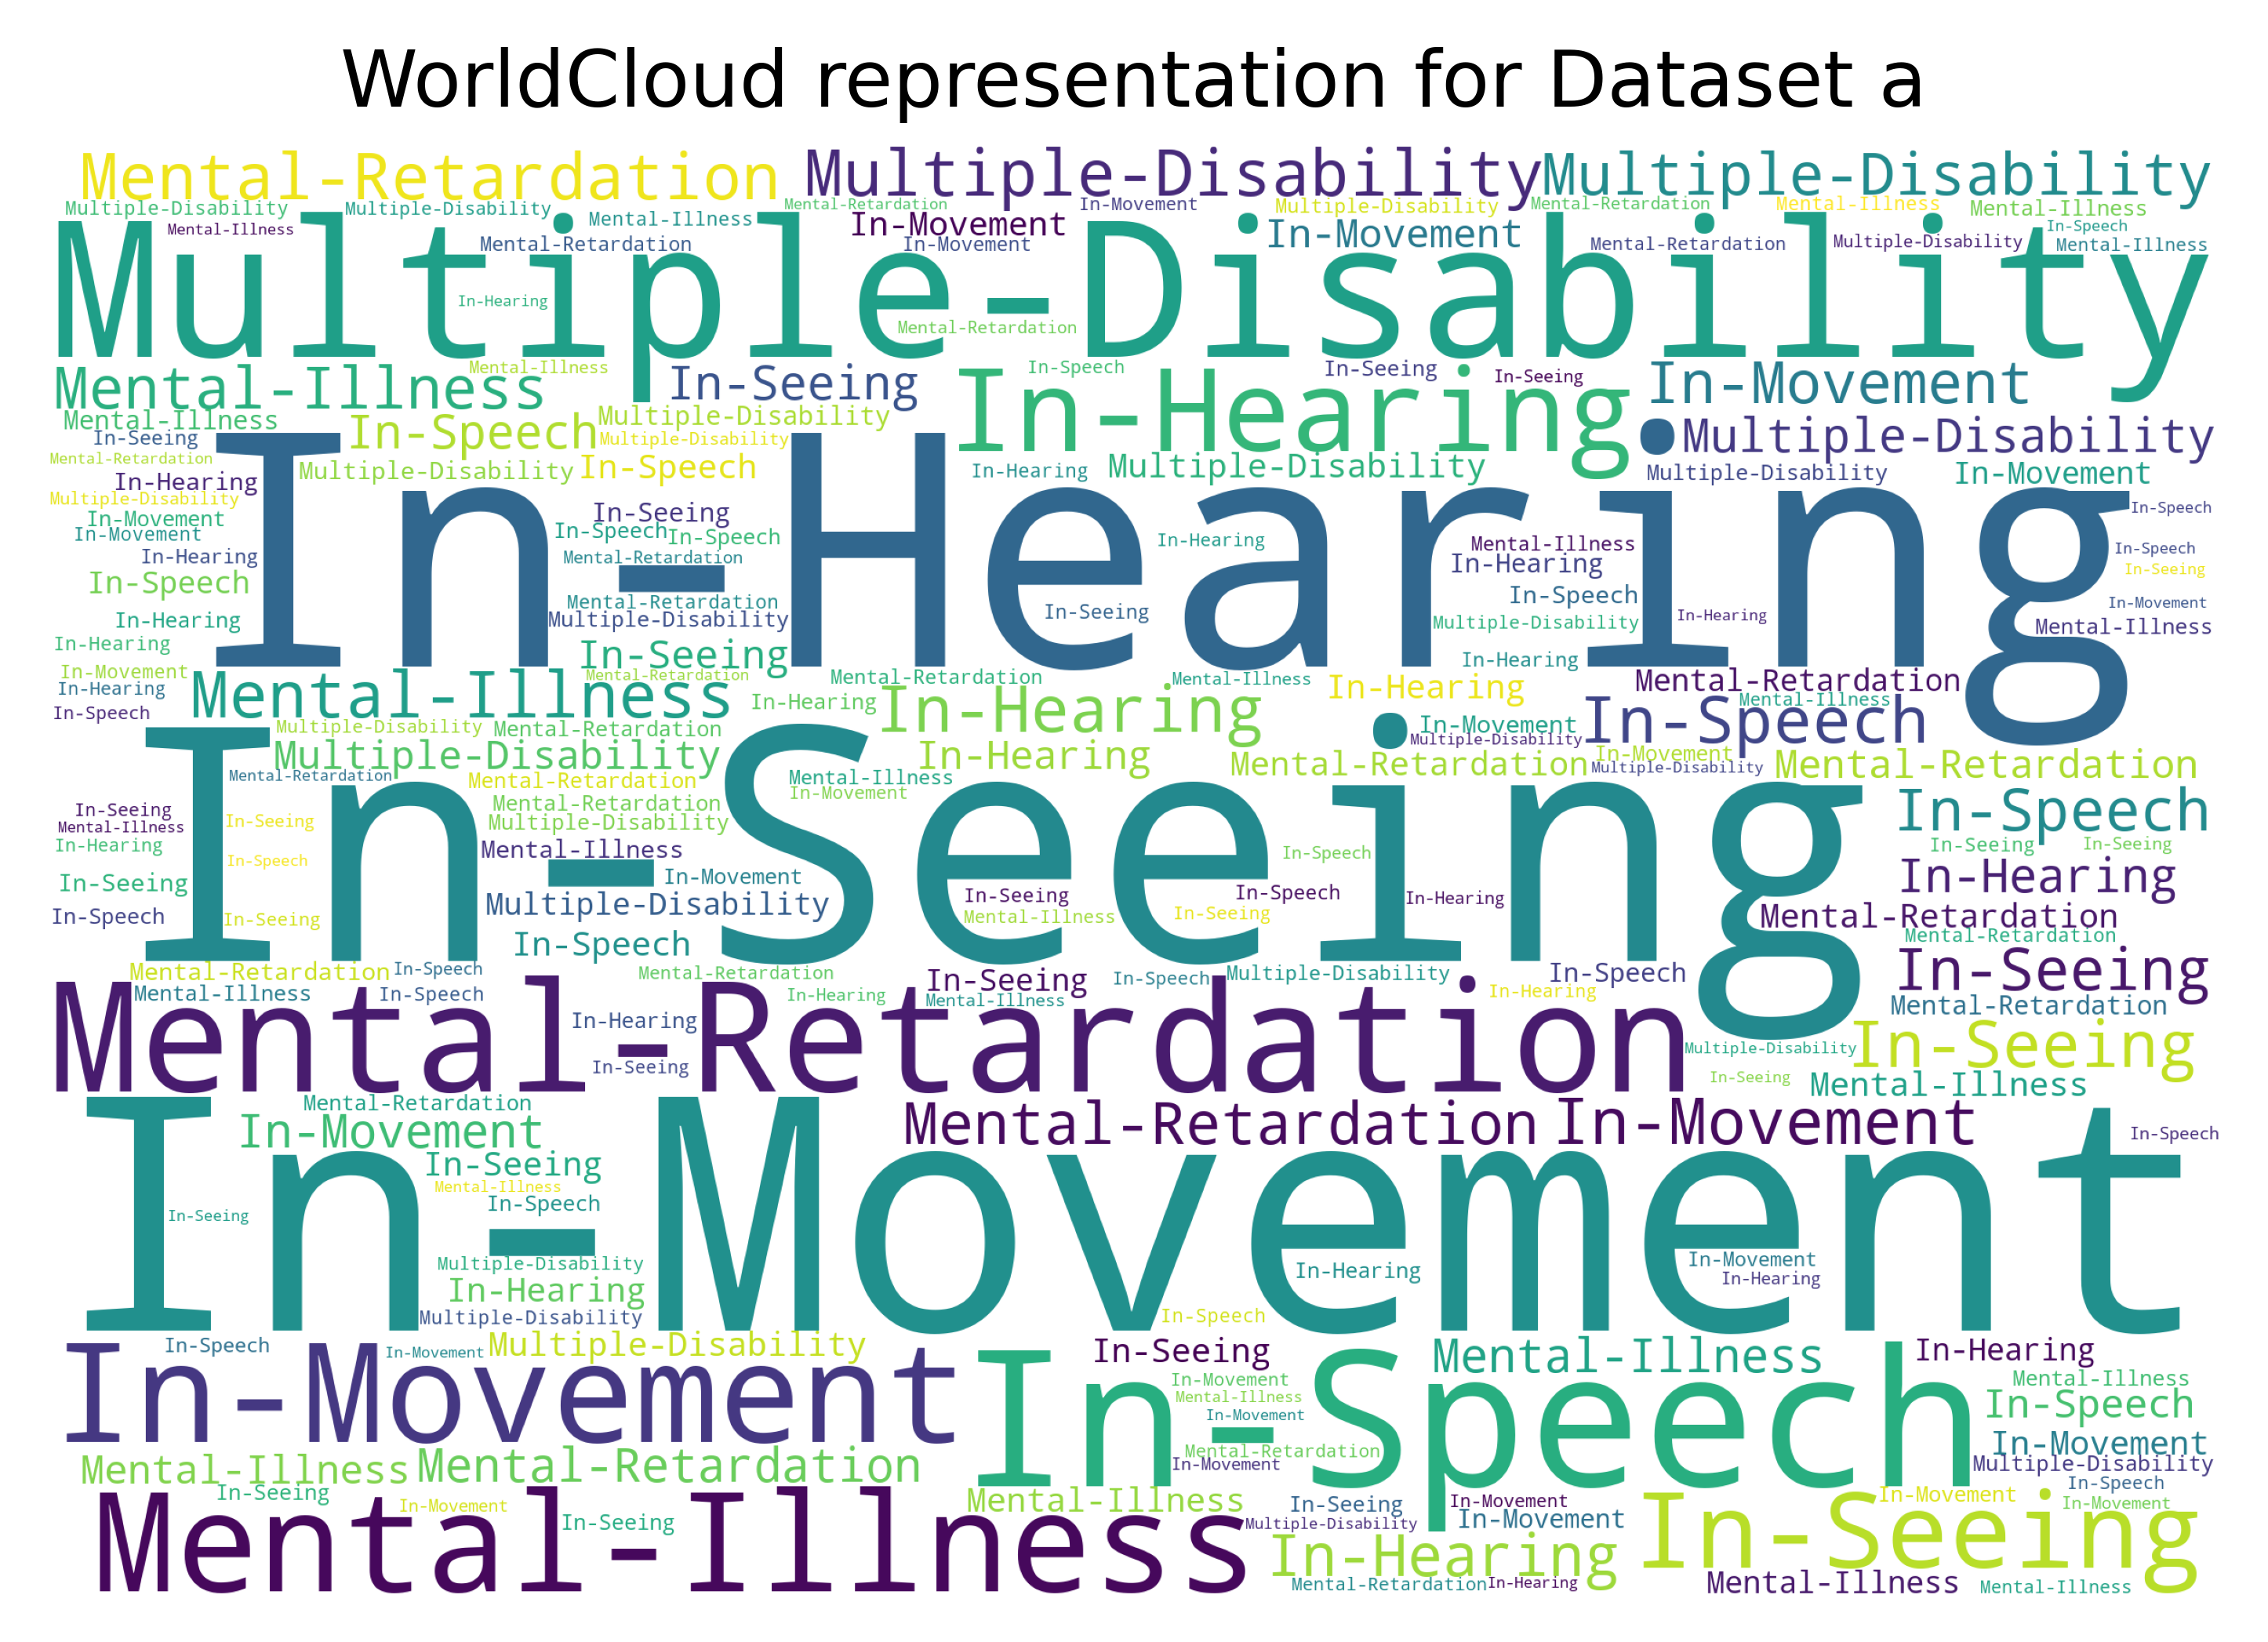 WorldCloud representation for Dataset a
Mental-Retardation Multiple-Disability Multiple-Disability
Multiple-Disability Multiple-Disability Mental-Illness Mental-Retardation In-Movement Multiple-Disability Mental-Retardation Mental-Illness Mental-Illness
Mental-Illness Mental-Retardation In-Movement In-Movement In-Movement Mental-Retardation Multiple-Disability In-Speech Mental-Illness
Multiple-Disability
In-Hearing Mental-Retardation
Mental-Illness Mental-Illness In-Seeing In-Hearing In-Speech In-Seeing In-Seeing In-Movement
Mental-Illness In-Speech Multiple-Disability Multiple-Disability
In-Seeing Multiple-Disability
Mental-Retardation Multiple-Disability In-Speech In-Hearing Multiple-Disability Multiple-Disability In-Movement
In-Hearing
Multiple-Disability In-Seeing In-Speech
In-Movement In-Speech In-Speech In-Hearing Mental-Illness In-Speech
In-Movement
In-Hearing
In-Hearing Mental-Retardation In-Hearing In-Seeing
In-Speech Mental-Retardation In-Seeing In-Speech In-Hearing In-Movement
In-Hearing Multiple-Disability Multiple-Disability Mental-Illness
In-Hearing In-Seeing In-Hearing
In-Movement Mental-Retardation Mental-Retardation Mental-Illness In-Hearing Mental-Retardation
In-Hearing Mental-Illness In-Hearing In-Hearing Mental-Illness
In-Speech In-Speech
Multiple-Disability Mental-Retardation In-Movement Multiple-Disability
Multiple-Disability In-Hearing Mental-Retardation In-Movement Multiple-Disability Mental-Retardation
Mental-Retardation Mental-Retardation Mental-Illness In-Movement
In-Seeing
In-Seeing Mental-Retardation In-Speech
Mental-Illness In-Seeing Multiple-Disability
In-Hearing Mental-Illness In-Speech In-Seeing In-Seeing
In-Speech
In-Seeing In-Movement In-Seeing In-Speech In-Hearing In-Hearing
In-Speech In-Seeing Multiple-Disability Mental-Illness In-Seeing Mental-Retardation
In-Speech Mental-Retardation
Mental-Retardation In-Speech Mental-Retardation In-Seeing In-Speech Multiple-Disability In-Speech In-Seeing
Mental-Illness In-Speech In-Hearing Mental-Illness In-Hearing Mental-Retardation
Mental-Retardation
In-Hearing
In-Seeing Multiple-Disability In-Seeing
In-Seeing Mental-Illness
Mental-Retardation
In-Movement Mental-Retardation In-Movement In-Speech
In-Seeing
Mental-Illness
In-Speech
In-Movement
In-Seeing
Multiple-Disability In-Hearing In-Movement
In-Hearing In-Hearing
Multiple-Disability In-Speech
In-Speech In-Movement Multiple-Disability In-Seeing Mental-Illness In-Hearing
In-Movement In-Movement Mental-Illness
Mental-Illness In-Speech In-Speech
In-Movement
In-Movement
Mental-Illness Mental-Retardation Mental-Retardation Multiple-Disability
In-Movement In-Speech
In-Seeing In-Movement Mental-Illness In-Seeing In-Movement In-Movement In-Movement
Mental-Illness In-Seeing Multiple-Disability In-Movement In-Seeing
In-Hearing
Mental-Retardation In-Hearing Mental-Illness Mental-Illness